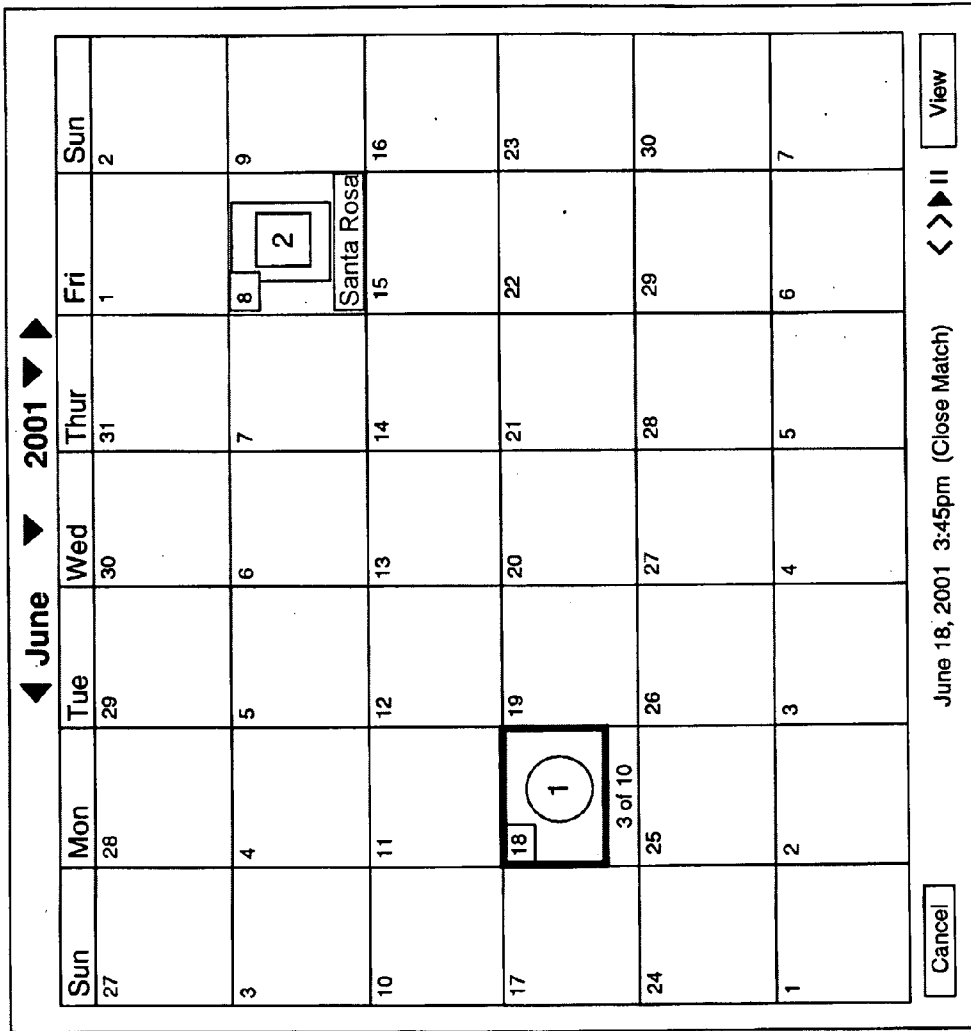 ◀ June ▼ 2001 ▼ ▶
Sun Mon Tue Wed Thur Fri Sun
27 28 29 30 31 1 2
3 4 5 6 7 8 9
2
Santa Rosa
10 11 12 13 14 15 16
17 18 19 20 21 22 23
1
3 of 10
24 25 26 27 28 29 30
1 2 3 4 5 6 7
Cancel June 18, 2001 3:45pm (Close Match) < > ▶ II View